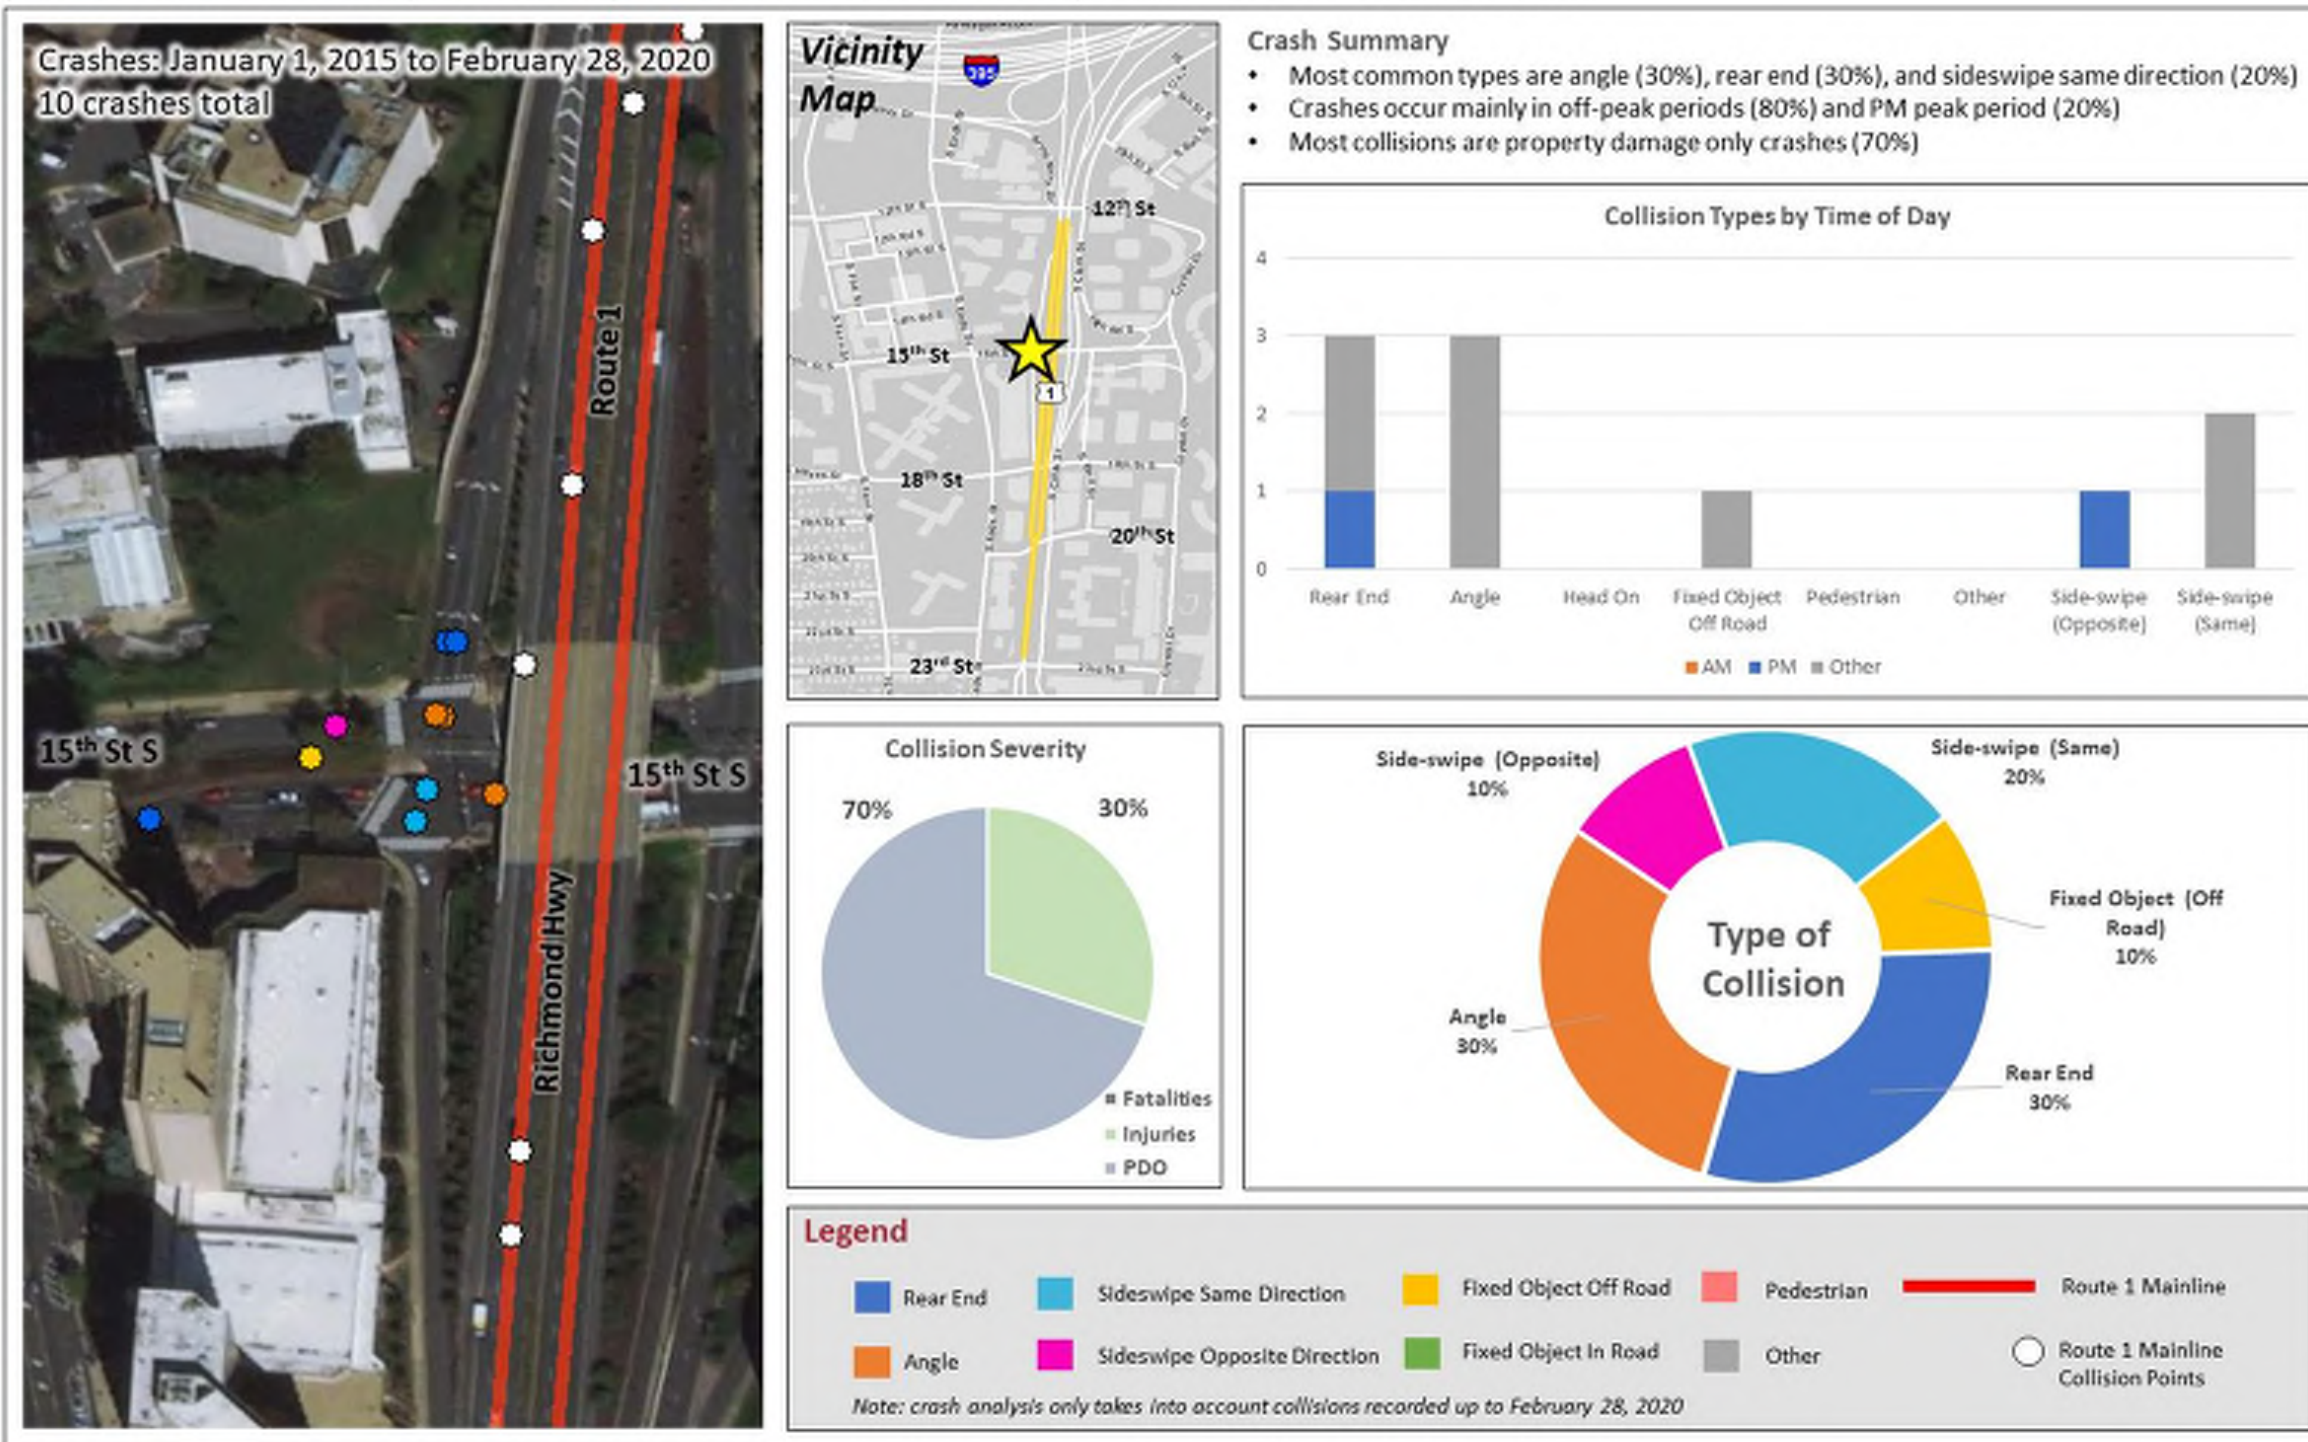 Crashes: January 1, 2015 to February 28, 2020
10 crashes total
Route 1
15th St S
15th St S
Richmond Hwy
Vicinity
Map
395
12th St
15th St
1
18th St
20th St
23rd St
Crash Summary
• Most common types are angle (30%), rear end (30%), and sideswipe same direction (20%)
• Crashes occur mainly in off-peak periods (80%) and PM peak period (20%)
• Most collisions are property damage only crashes (70%)
Collision Types by Time of Day
4
3
2
1
0
Rear End
Angle
Head On
Fixed Object
Off Road
Pedestrian
Other
Side-swipe
(Opposite)
Side-swipe
(Same)
AM PM Other
Collision Severity
70%
30%
Fatalities
Injuries
PDO
Side-swipe (Opposite)
10%
Side-swipe (Same)
20%
Fixed Object (Off
Road)
10%
Type of
Collision
Angle
30%
Rear End
30%
Legend
Rear End
Sideswipe Same Direction
Fixed Object Off Road
Pedestrian
Route 1 Mainline
Angle
Sideswipe Opposite Direction
Fixed Object In Road
Other
Route 1 Mainline
Collision Points
Note: crash analysis only takes into account collisions recorded up to February 28, 2020